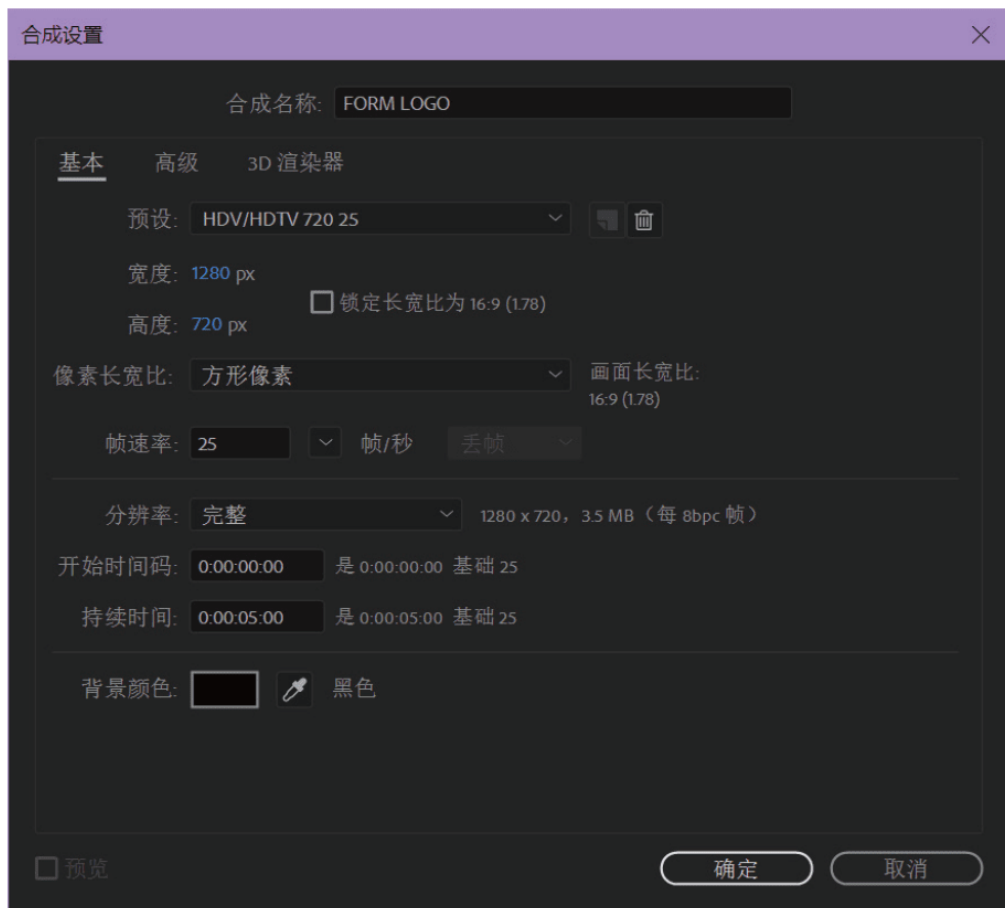 合成设置
合成名称: FORM LOGO
基本 高级 3D 渲染器
预设: HDV/HDTV 720 25
宽度: 1280 px
锁定长宽比为 16:9 (1.78)
高度: 720 px
像素长宽比: 方形像素 画面长宽比:
16:9 (1.78)
帧速率: 25 帧/秒 丢帧
分辨率: 完整 1280 x 720，3.5 MB（每 8bpc 帧）
开始时间码: 0:00:00:00 是 0:00:00:00 基础 25
持续时间: 0:00:05:00 是 0:00:05:00 基础 25
背景颜色: 黑色
预览 确定 取消